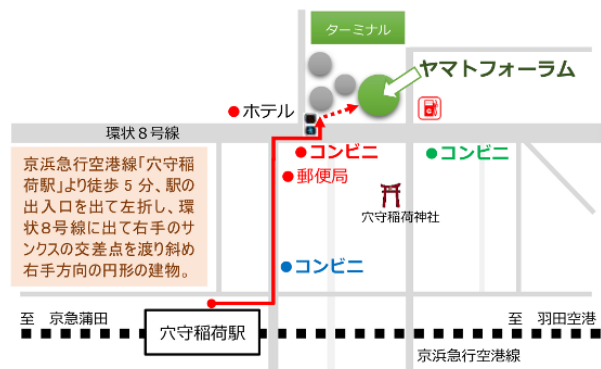 ターミナル
ヤマトフォーラム
ホテル
環状８号線
コンビニ
コンビニ
郵便局
京浜急行空港線「穴守稲
荷駅」より徒歩５分、駅の
出入口を出て左折し、環
状８号線に出て右手のサ
ンクスの交差点を渡り斜め
右手方向の円形の建物。
穴守稲荷神社
コンビニ
至　京急蒲田
穴守稲荷駅
至　羽田空港
京浜急行空港線